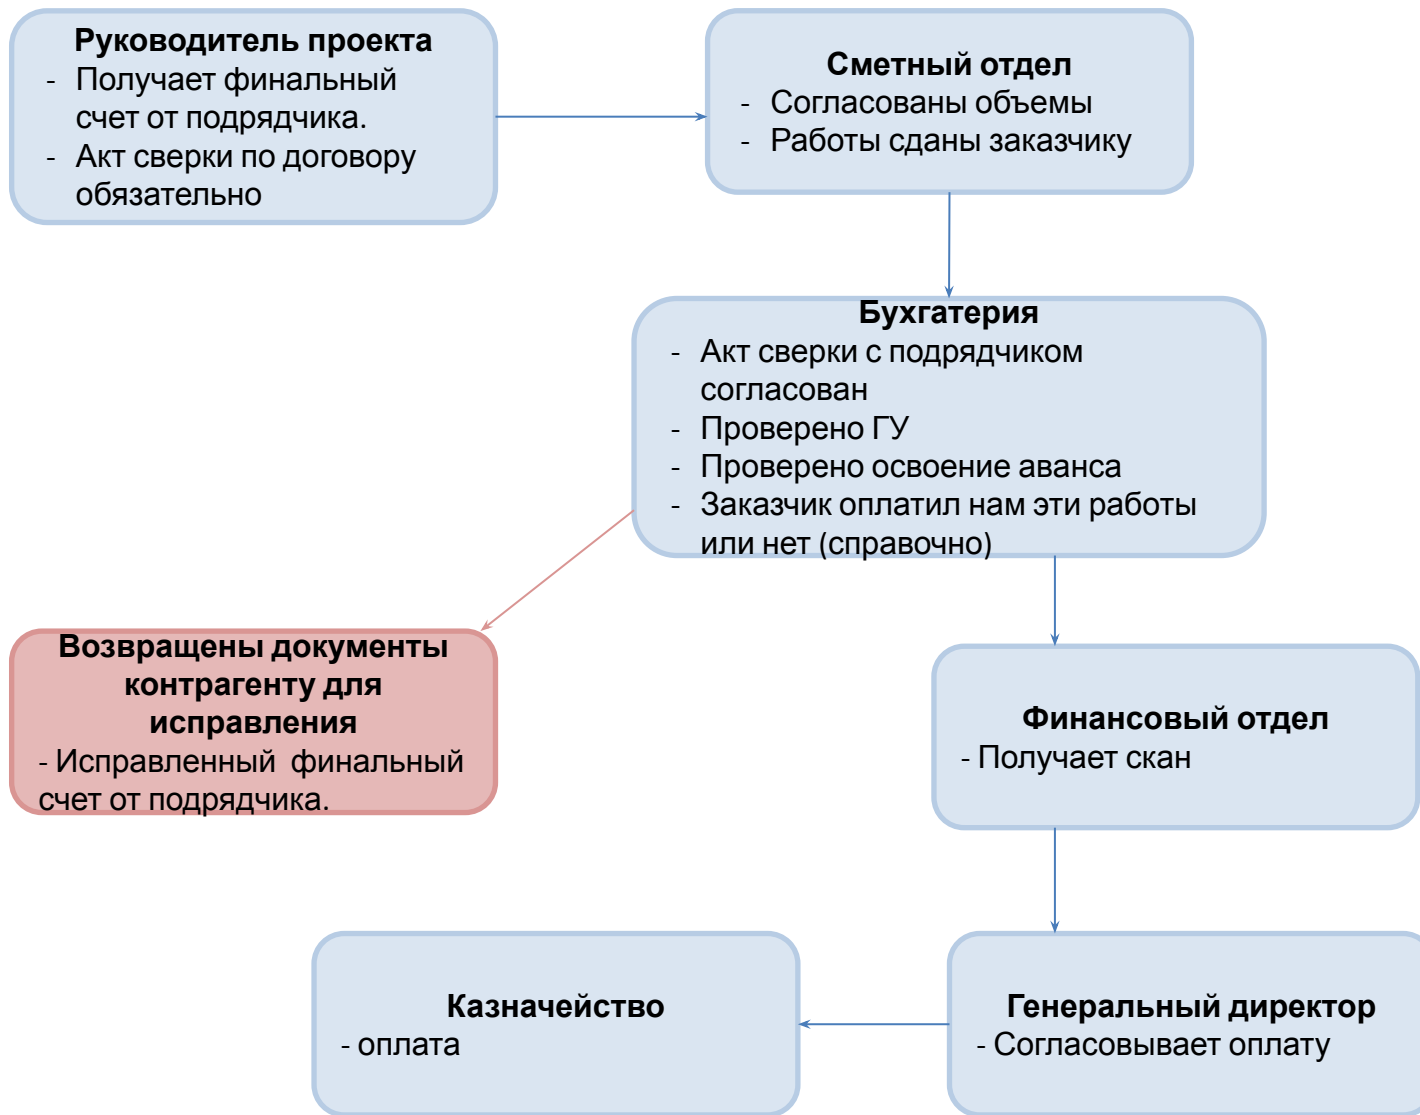 Руководитель проекта
- Получает финальный
счет от подрядчика.
- Акт сверки по договору
обязательно
Сметный отдел
- Согласованы объемы
- Работы сданы заказчику
Бухгатерия
- Акт сверки с подрядчиком
согласован
- Проверено ГУ
- Проверено освоение аванса
- Заказчик оплатил нам эти работы
или нет (справочно)
Возвращены документы
контрагенту для
исправления
- Исправленный финальный
счет от подрядчика.
Финансовый отдел
- Получает скан
Казначейство
- оплата
Генеральный директор
- Согласовывает оплату